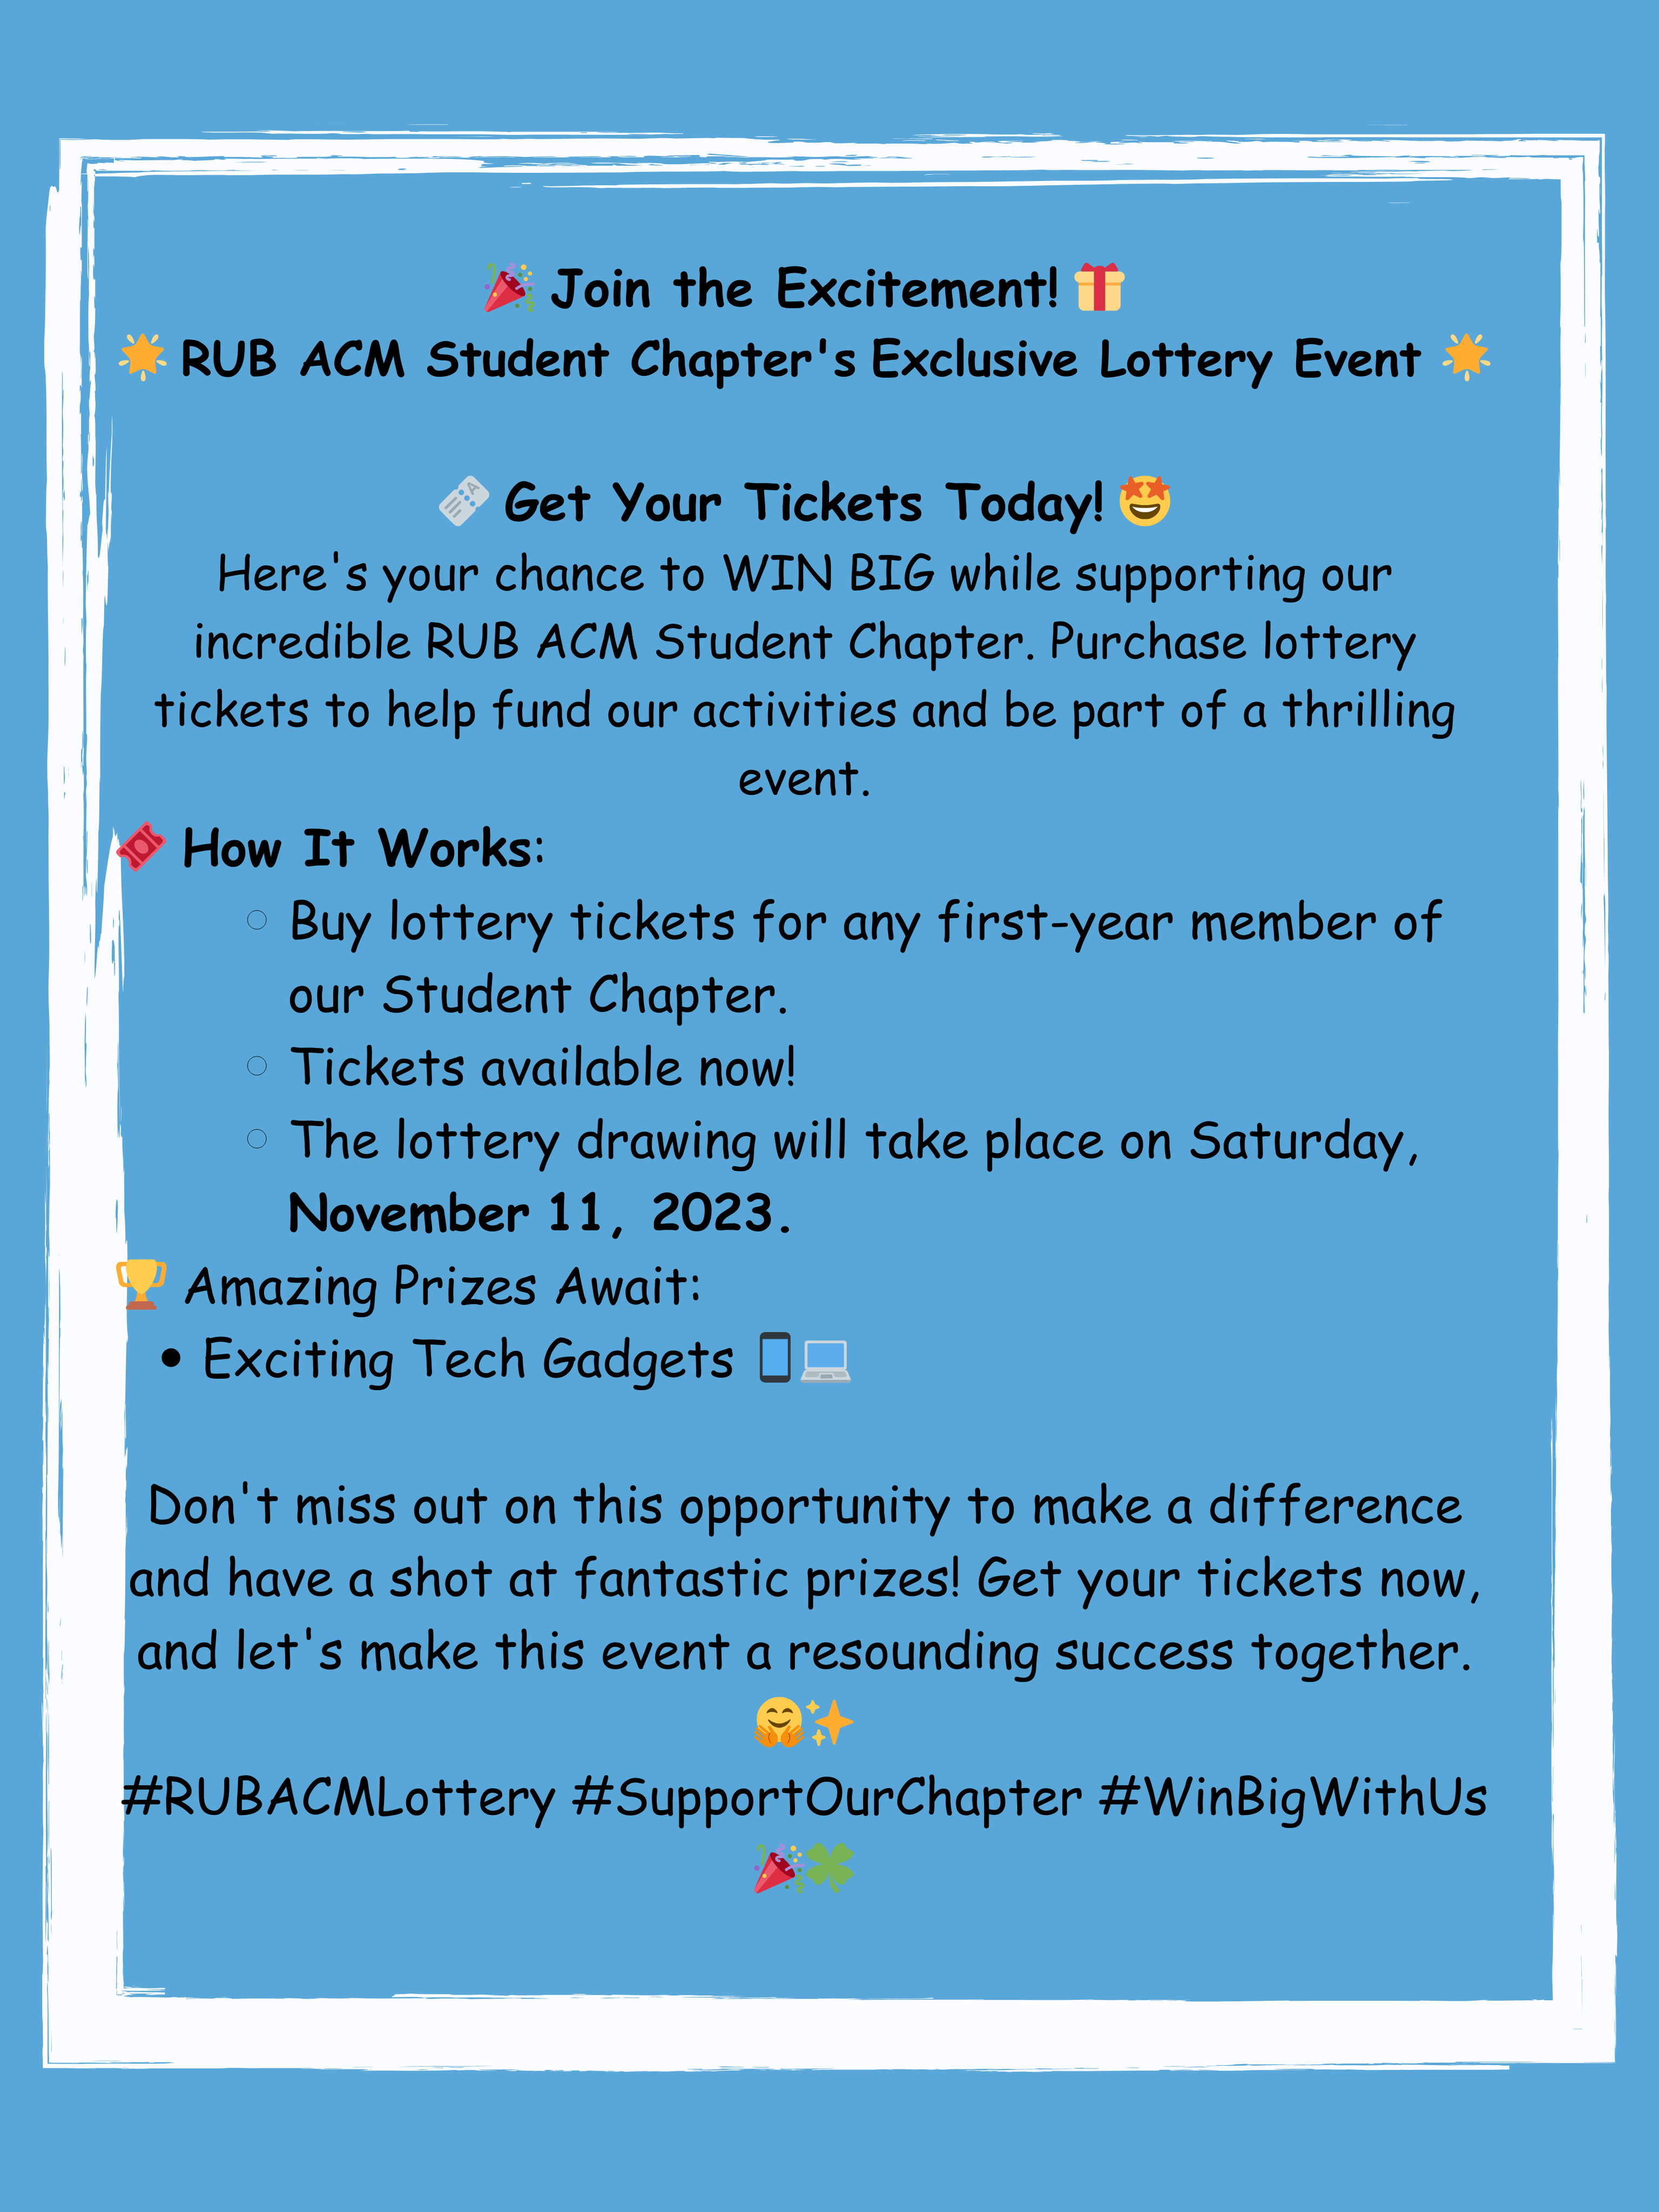 🎉 Join the Excitement! 🎁
🌟 RUB ACM Student Chapter's Exclusive Lottery Event 🌟
🎟 Get Your Tickets Today! 🤩
Here's your chance to WIN BIG while supporting our
incredible RUB ACM Student Chapter. Purchase lottery
tickets to help fund our activities and be part of a thrilling
event.
🎫 How It Works:
○ Buy lottery tickets for any first-year member of
our Student Chapter.
○ Tickets available now!
○ The lottery drawing will take place on Saturday,
November 11, 2023.
🏆 Amazing Prizes Await:
• Exciting Tech Gadgets 📱💻
Don't miss out on this opportunity to make a difference
and have a shot at fantastic prizes! Get your tickets now,
and let's make this event a resounding success together.
🤗✨
#RUBACMLottery #SupportOurChapter #WinBigWithUs
🎉🍀